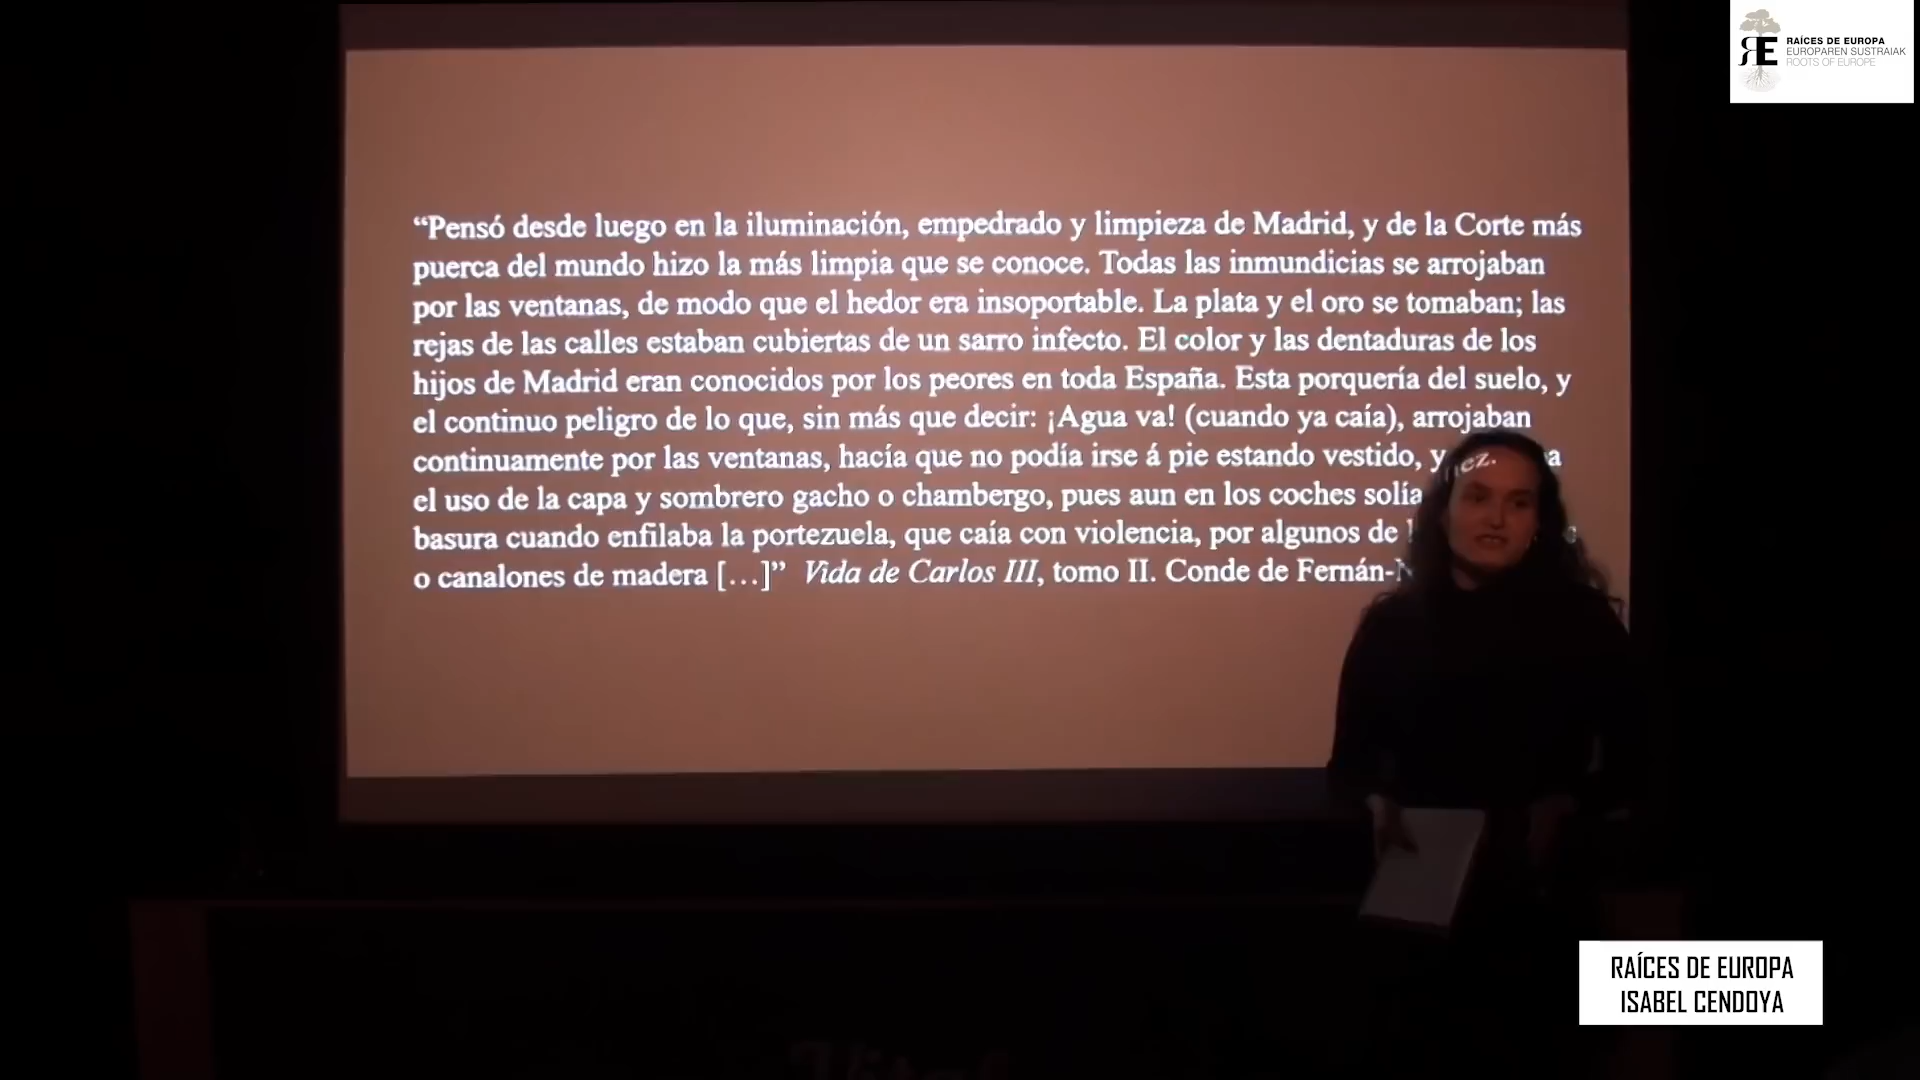 RAÍCES DE EUROPA
EUROPAREN SUSTRAIAK
ROOTS OF EUROPE
“Pensó desde luego en la iluminación, empedrado y limpieza de Madrid, y de la Corte más
puerca del mundo hizo la más limpia que se conoce. Todas las inmundicias se arrojaban
por las ventanas, de modo que el hedor era insoportable. La plata y el oro se tomaban; las
rejas de las calles estaban cubiertas de un sarro infecto. El color y las dentaduras de los
hijos de Madrid eran conocidos por los peores en toda España. Esta porquería del suelo, y
el continuo peligro de lo que, sin más que decir: ¡Agua va! (cuando ya caía), arrojaban
continuamente por las ventanas, hacía que no podía irse á pie estando vestido, y
el uso de la capa y sombrero gacho o chambergo, pues aun en los coches solía
basura cuando enfilaba la portezuela, que caía con violencia, por algunos de
o canalones de madera […]” Vida de Carlos III, tomo II. Conde de Fernán-
RAÍCES DE EUROPA
ISABEL CENDOYA